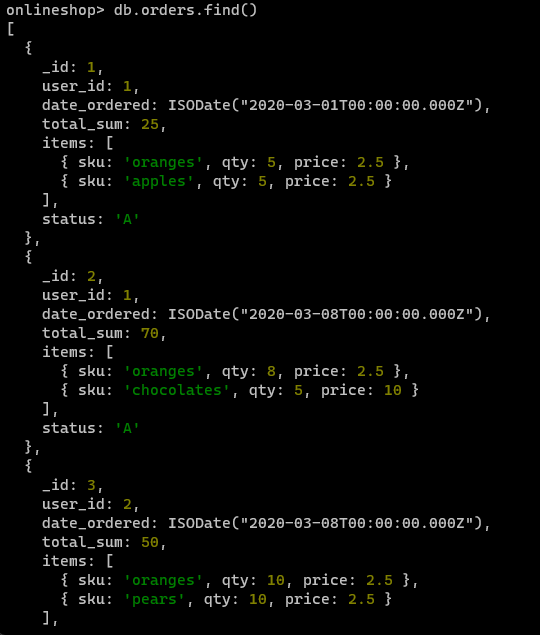 onlineshop> db.orders.find()
[
  {
    _id: 1,
    user_id: 1,
    date_ordered: ISODate("2020-03-01T00:00:00.000Z"),
    total_sum: 25,
    items: [
      { sku: 'oranges', qty: 5, price: 2.5 },
      { sku: 'apples', qty: 5, price: 2.5 }
    ],
    status: 'A'
  },
  {
    _id: 2,
    user_id: 1,
    date_ordered: ISODate("2020-03-08T00:00:00.000Z"),
    total_sum: 70,
    items: [
      { sku: 'oranges', qty: 8, price: 2.5 },
      { sku: 'chocolates', qty: 5, price: 10 }
    ],
    status: 'A'
  },
  {
    _id: 3,
    user_id: 2,
    date_ordered: ISODate("2020-03-08T00:00:00.000Z"),
    total_sum: 50,
    items: [
      { sku: 'oranges', qty: 10, price: 2.5 },
      { sku: 'pears', qty: 10, price: 2.5 }
    ],